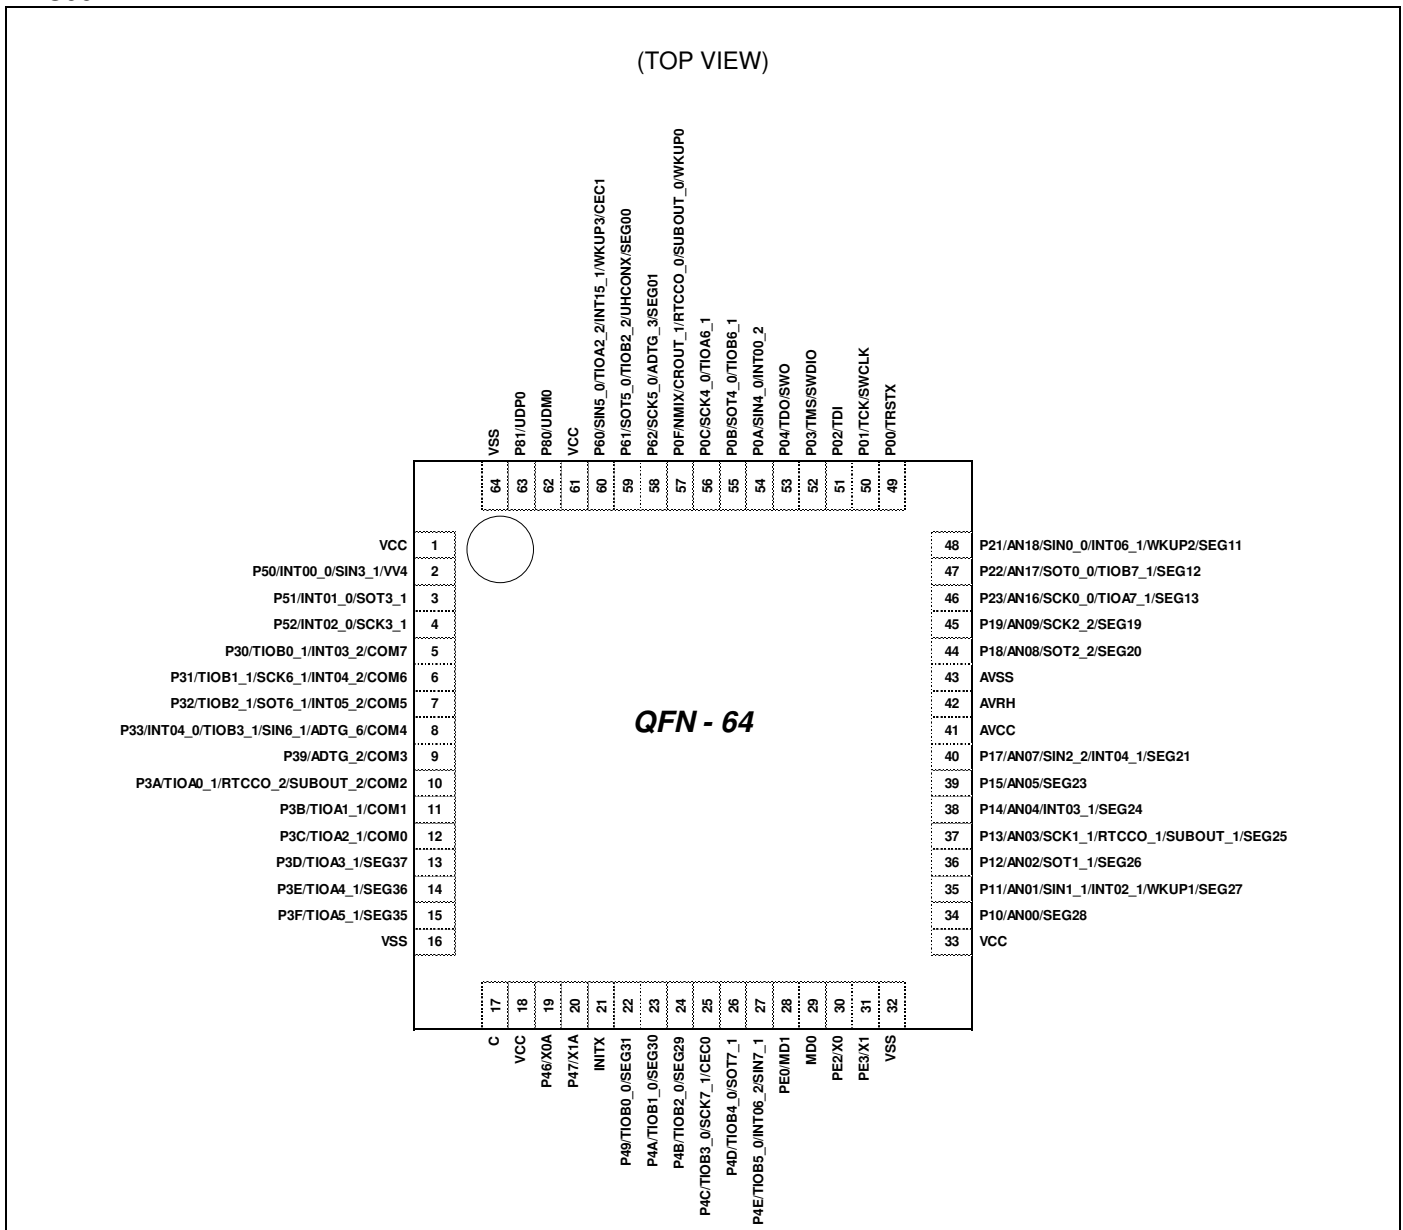 (TOP VIEW)
VSS
P81/UDP0
P80/UDM0
VCC
P60/SIN5_0/TIOA2_2/INT15_1/WKUP3/CEC1
P61/SOT5_0/TIOB2_2/UHCONX/SEG00
P62/SCK5_0/ADTG_3/SEG01
P0F/NMIX/CROUT_1/RTCCO_0/SUBOUT_0/WKUP0
P0C/SCK4_0/TIOA6_1
P0B/SOT4_0/TIOB6_1
P0A/SIN4_0/INT00_2
P04/TDO/SWO
P03/TMS/SWDIO
P02/TDI
P01/TCK/SWCLK
P00/TRSTX
64 63 62 61 60 59 58 57 56 55 54 53 52 51 50 49
VCC 1
P50/INT00_0/SIN3_1/VV4 2
P51/INT01_0/SOT3_1 3
P52/INT02_0/SCK3_1 4
P30/TIOB0_1/INT03_2/COM7 5
P31/TIOB1_1/SCK6_1/INT04_2/COM6 6
P32/TIOB2_1/SOT6_1/INT05_2/COM5 7
P33/INT04_0/TIOB3_1/SIN6_1/ADTG_6/COM4 8
P39/ADTG_2/COM3 9
P3A/TIOA0_1/RTCCO_2/SUBOUT_2/COM2 10
P3B/TIOA1_1/COM1 11
P3C/TIOA2_1/COM0 12
P3D/TIOA3_1/SEG37 13
P3E/TIOA4_1/SEG36 14
P3F/TIOA5_1/SEG35 15
VSS 16
QFN - 64
48 P21/AN18/SIN0_0/INT06_1/WKUP2/SEG11
47 P22/AN17/SOT0_0/TIOB7_1/SEG12
46 P23/AN16/SCK0_0/TIOA7_1/SEG13
45 P19/AN09/SCK2_2/SEG19
44 P18/AN08/SOT2_2/SEG20
43 AVSS
42 AVRH
41 AVCC
40 P17/AN07/SIN2_2/INT04_1/SEG21
39 P15/AN05/SEG23
38 P14/AN04/INT03_1/SEG24
37 P13/AN03/SCK1_1/RTCCO_1/SUBOUT_1/SEG25
36 P12/AN02/SOT1_1/SEG26
35 P11/AN01/SIN1_1/INT02_1/WKUP1/SEG27
34 P10/AN00/SEG28
33 VCC
17 18 19 20 21 22 23 24 25 26 27 28 29 30 31 32
C
VCC
P46/X0A
P47/X1A
INITX
P49/TIOB0_0/SEG31
P4A/TIOB1_0/SEG30
P4B/TIOB2_0/SEG29
P4C/TIOB3_0/SCK7_1/CEC0
P4D/TIOB4_0/SOT7_1
P4E/TIOB5_0/INT06_2/SIN7_1
PE0/MD1
MD0
PE2/X0
PE3/X1
VSS